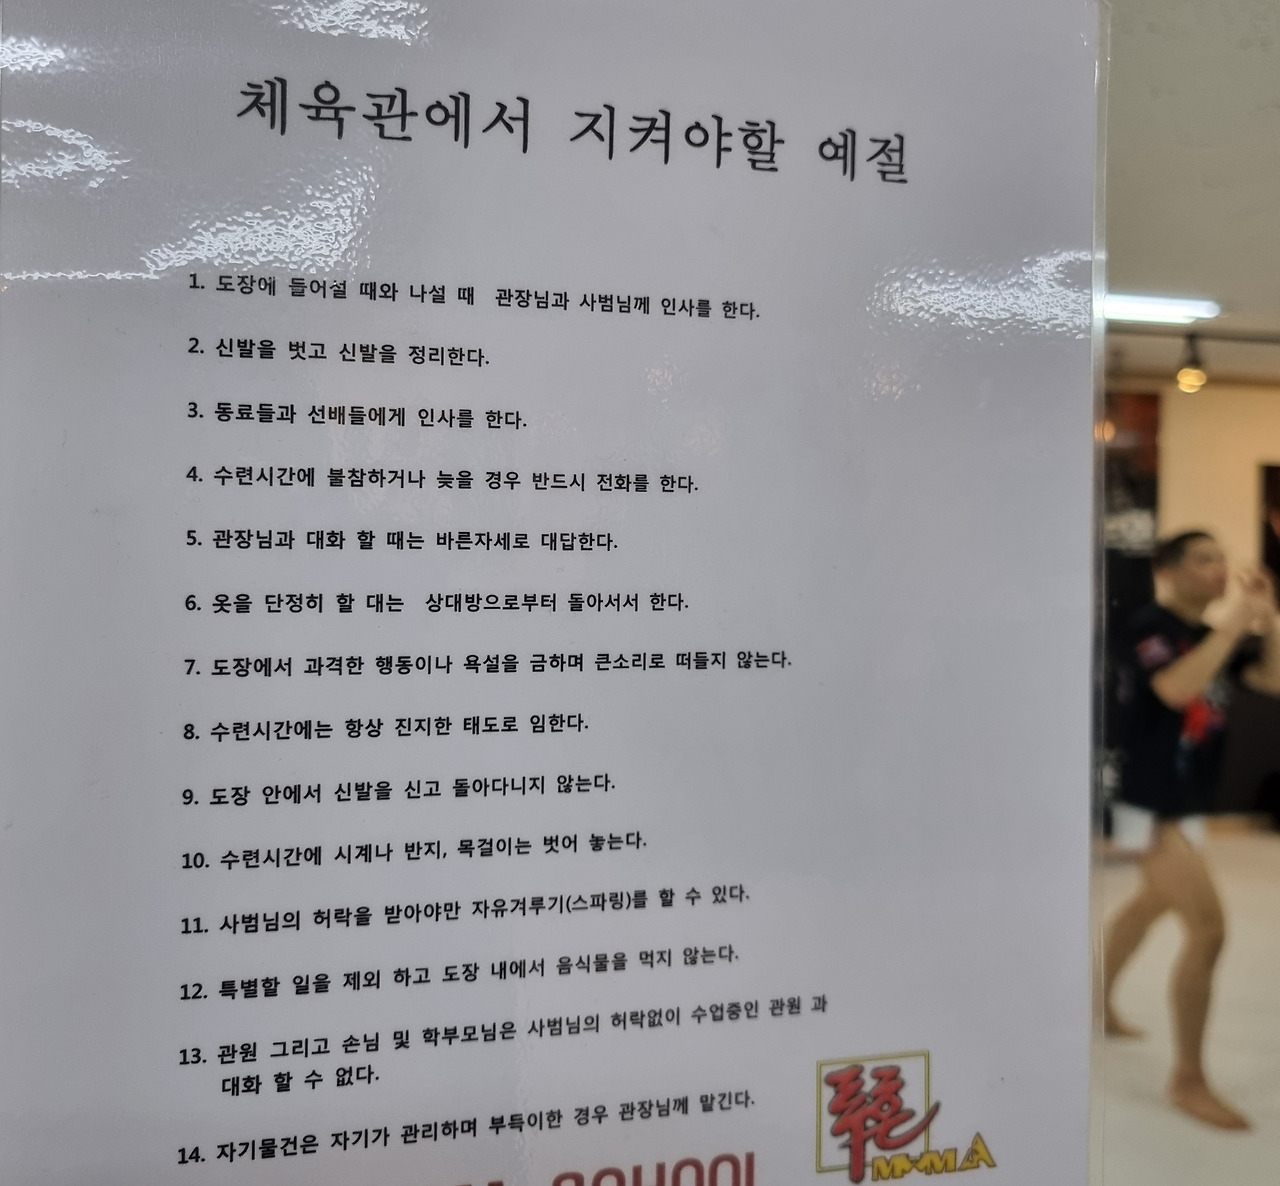 체육관에서 지켜야할 예절
1. 도장에 들어설 때와 나설 때 관장님과 사범님께 인사를 한다.
2. 신발을 벗고 신발을 정리한다.
3. 동료들과 선배들에게 인사를 한다.
4. 수련시간에 불참하거나 늦을 경우 반드시 전화를 한다.
5. 관장님과 대화 할 때는 바른자세로 대답한다.
6. 옷을 단정히 할 대는 상대방으로부터 돌아서서 한다.
7. 도장에서 과격한 행동이나 욕설을 금하며 큰소리로 떠들지 않는다.
8. 수련시간에는 항상 진지한 태도로 임한다.
9. 도장 안에서 신발을 신고 돌아다니지 않는다.
10. 수련시간에 시계나 반지, 목걸이는 벗어 놓는다.
11. 사범님의 허락을 받아야만 자유겨루기(스파링)를 할 수 있다.
12. 특별할 일을 제외 하고 도장 내에서 음식물을 먹지 않는다.
13. 관원 그리고 손님 및 학부모님은 사범님의 허락없이 수업중인 관원 과
대화 할 수 없다.
14. 자기물건은 자기가 관리하며 부득이한 경우 관장님께 맡긴다.
투혼
MMA
SCHOOL